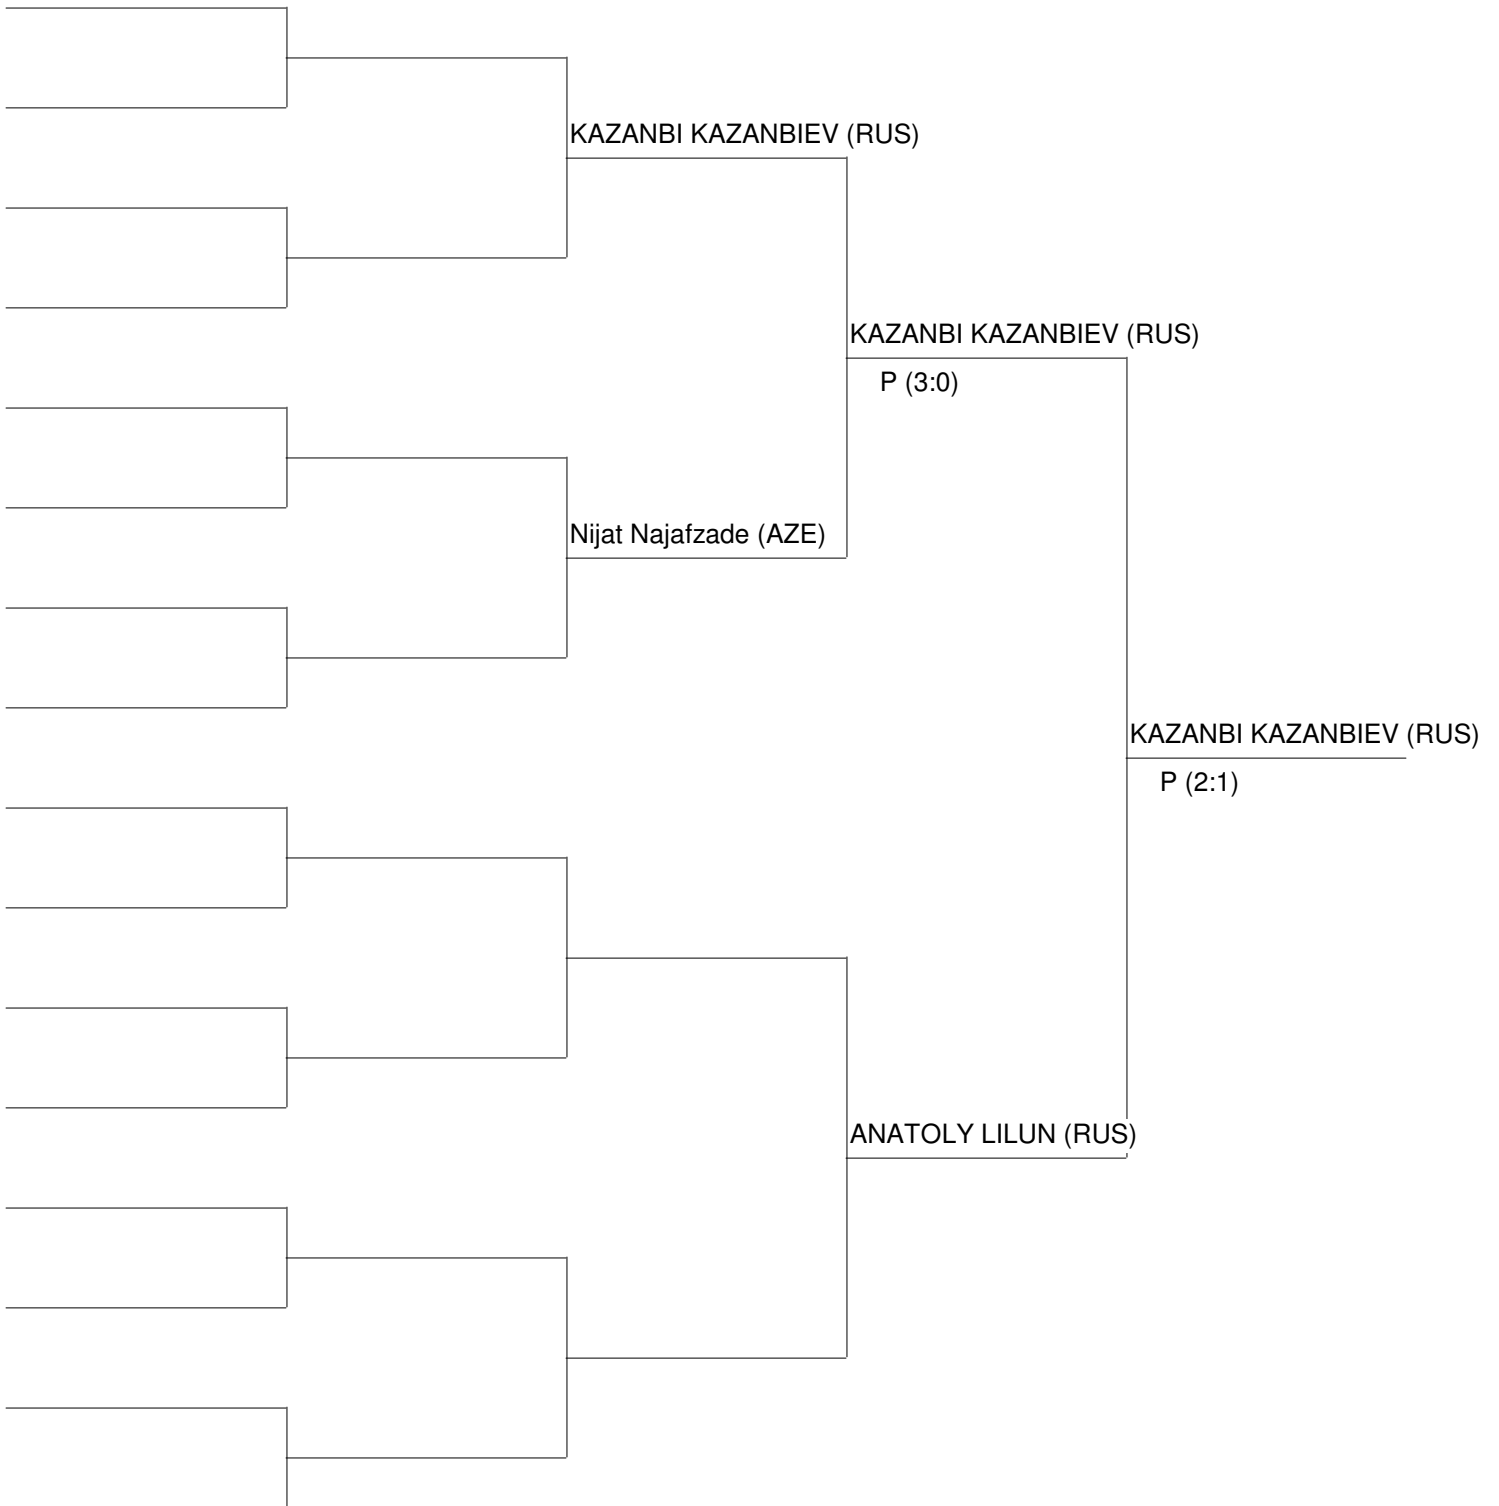 KAZANBI KAZANBIEV (RUS)
KAZANBI KAZANBIEV (RUS)
P (3:0)
Nijat Najafzade (AZE)
KAZANBI KAZANBIEV (RUS)
P (2:1)
ANATOLY LILUN (RUS)